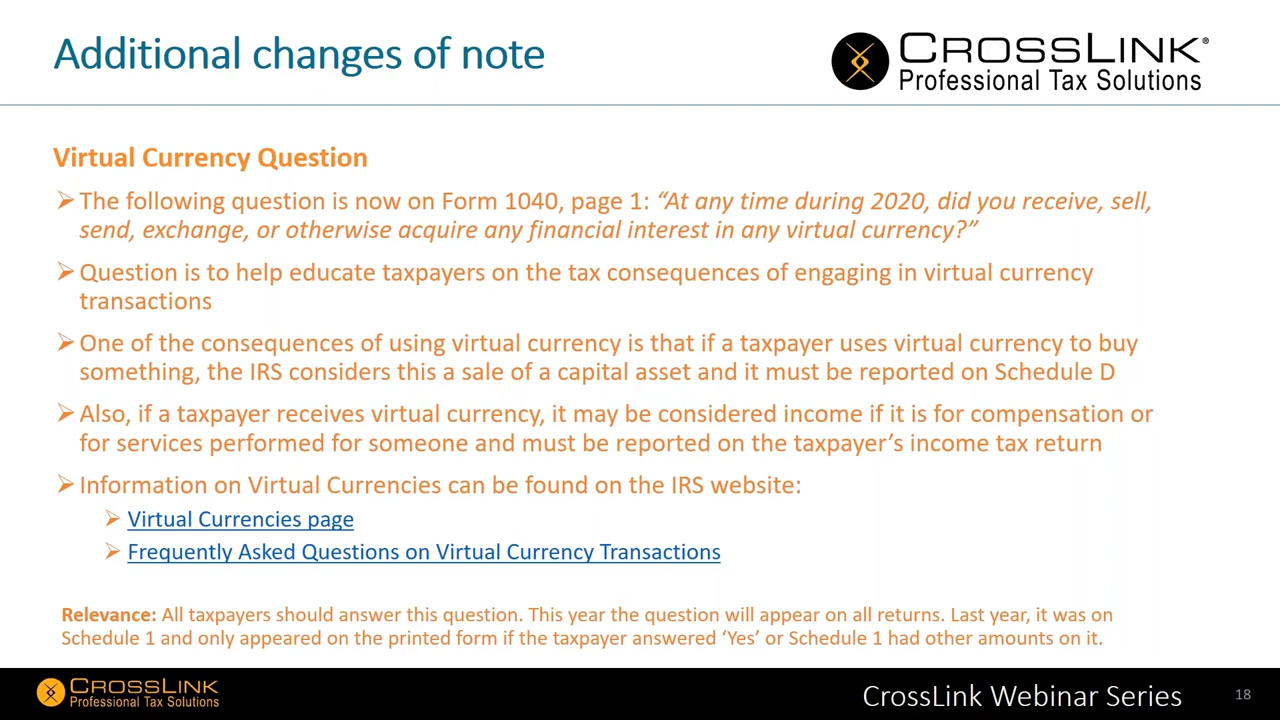 Additional changes of note
CROSSLINK®
Professional Tax Solutions
Virtual Currency Question
➢ The following question is now on Form 1040, page 1: “At any time during 2020, did you receive, sell,
send, exchange, or otherwise acquire any financial interest in any virtual currency?”
➢ Question is to help educate taxpayers on the tax consequences of engaging in virtual currency
transactions
➢ One of the consequences of using virtual currency is that if a taxpayer uses virtual currency to buy
something, the IRS considers this a sale of a capital asset and it must be reported on Schedule D
➢ Also, if a taxpayer receives virtual currency, it may be considered income if it is for compensation or
for services performed for someone and must be reported on the taxpayer’s income tax return
➢ Information on Virtual Currencies can be found on the IRS website:
➢ Virtual Currencies page
➢ Frequently Asked Questions on Virtual Currency Transactions
Relevance: All taxpayers should answer this question. This year the question will appear on all returns. Last year, it was on
Schedule 1 and only appeared on the printed form if the taxpayer answered ‘Yes’ or Schedule 1 had other amounts on it.
CROSSLINK
Professional Tax Solutions
CrossLink Webinar Series
18